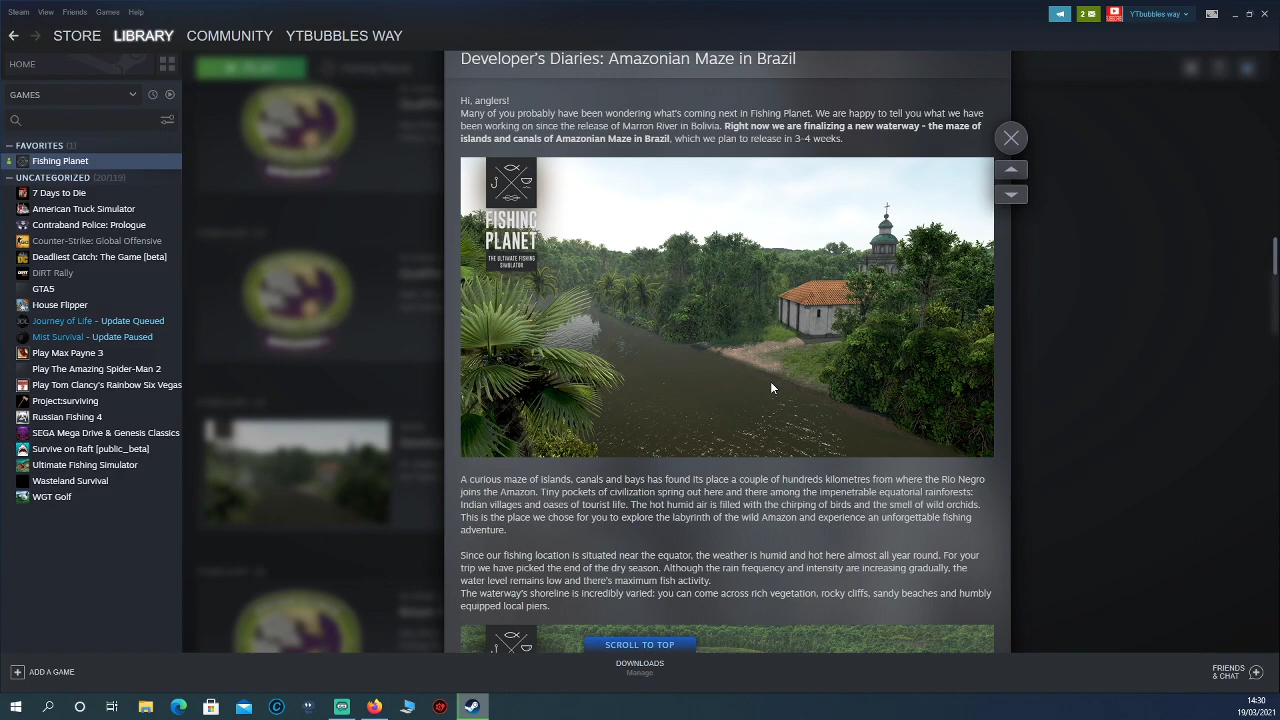 Steam View Friends Games Help
2
YTbubbles way
STORE LIBRARY COMMUNITY YTBUBBLES WAY
HOME
GAMES
FAVORITES (1)
Fishing Planet
UNCATEGORIZED (20/119)
7 Days to Die
American Truck Simulator
Contraband Police: Prologue
Counter-Strike: Global Offensive
Deadliest Catch: The Game [beta]
DiRT Rally
GTA5
House Flipper
Journey of Life - Update Queued
Mist Survival - Update Paused
Play Max Payne 3
Play The Amazing Spider-Man 2
Play Tom Clancy's Rainbow Six Vegas
Project:surviving
Russian Fishing 4
SEGA Mega Drive & Genesis Classics
Survive on Raft [public_beta]
Ultimate Fishing Simulator
Wasteland Survival
WGT Golf
Developer's Diaries: Amazonian Maze in Brazil
Hi, anglers!
Many of you probably have been wondering what's coming next in Fishing Planet. We are happy to tell you what we have
been working on since the release of Marron River in Bolivia. Right now we are finalizing a new waterway - the maze of
islands and canals of Amazonian Maze in Brazil, which we plan to release in 3-4 weeks.
FISHING
PLANET
THE ULTIMATE FISHING
SIMULATOR
A curious maze of islands, canals and bays has found its place a couple of hundreds kilometres from where the Rio Negro
joins the Amazon. Tiny pockets of civilization spring out here and there among the impenetrable equatorial rainforests:
Indian villages and oases of tourist life. The hot humid air is filled with the chirping of birds and the smell of wild orchids.
This is the place we chose for you to explore the labyrinth of the wild Amazon and experience an unforgettable fishing
adventure.
Since our fishing location is situated near the equator, the weather is humid and hot here almost all year round. For your
trip we have picked the end of the dry season. Although the rain frequency and intensity are increasing gradually, the
water level remains low and there's maximum fish activity.
The waterway's shoreline is incredibly varied: you can come across rich vegetation, rocky cliffs, sandy beaches and humbly
equipped local piers.
SCROLL TO TOP
ADD A GAME
DOWNLOADS
Manage
FRIENDS
& CHAT
14:30
19/03/2021